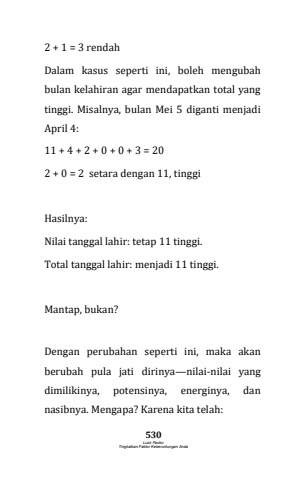 2 + 1 = 3 rendah
Dalam kasus seperti ini, boleh mengubah
bulan kelahiran agar mendapatkan total yang
tinggi. Misalnya, bulan Mei 5 diganti menjadi
April 4:
11 + 4 + 2 + 0 + 0 + 3 = 20
2 + 0 = 2 setara dengan 11, tinggi
Hasilnya:
Nilai tanggal lahir: tetap 11 tinggi.
Total tanggal lahir: menjadi 11 tinggi.
Mantap, bukan?
Dengan perubahan seperti ini, maka akan
berubah pula jati dirinya—nilai-nilai yang
dimilikinya, potensinya, energinya, dan
nasibnya. Mengapa? Karena kita telah:
530
Luck Factor
Tingkatkan Faktor Keberuntungan Anda